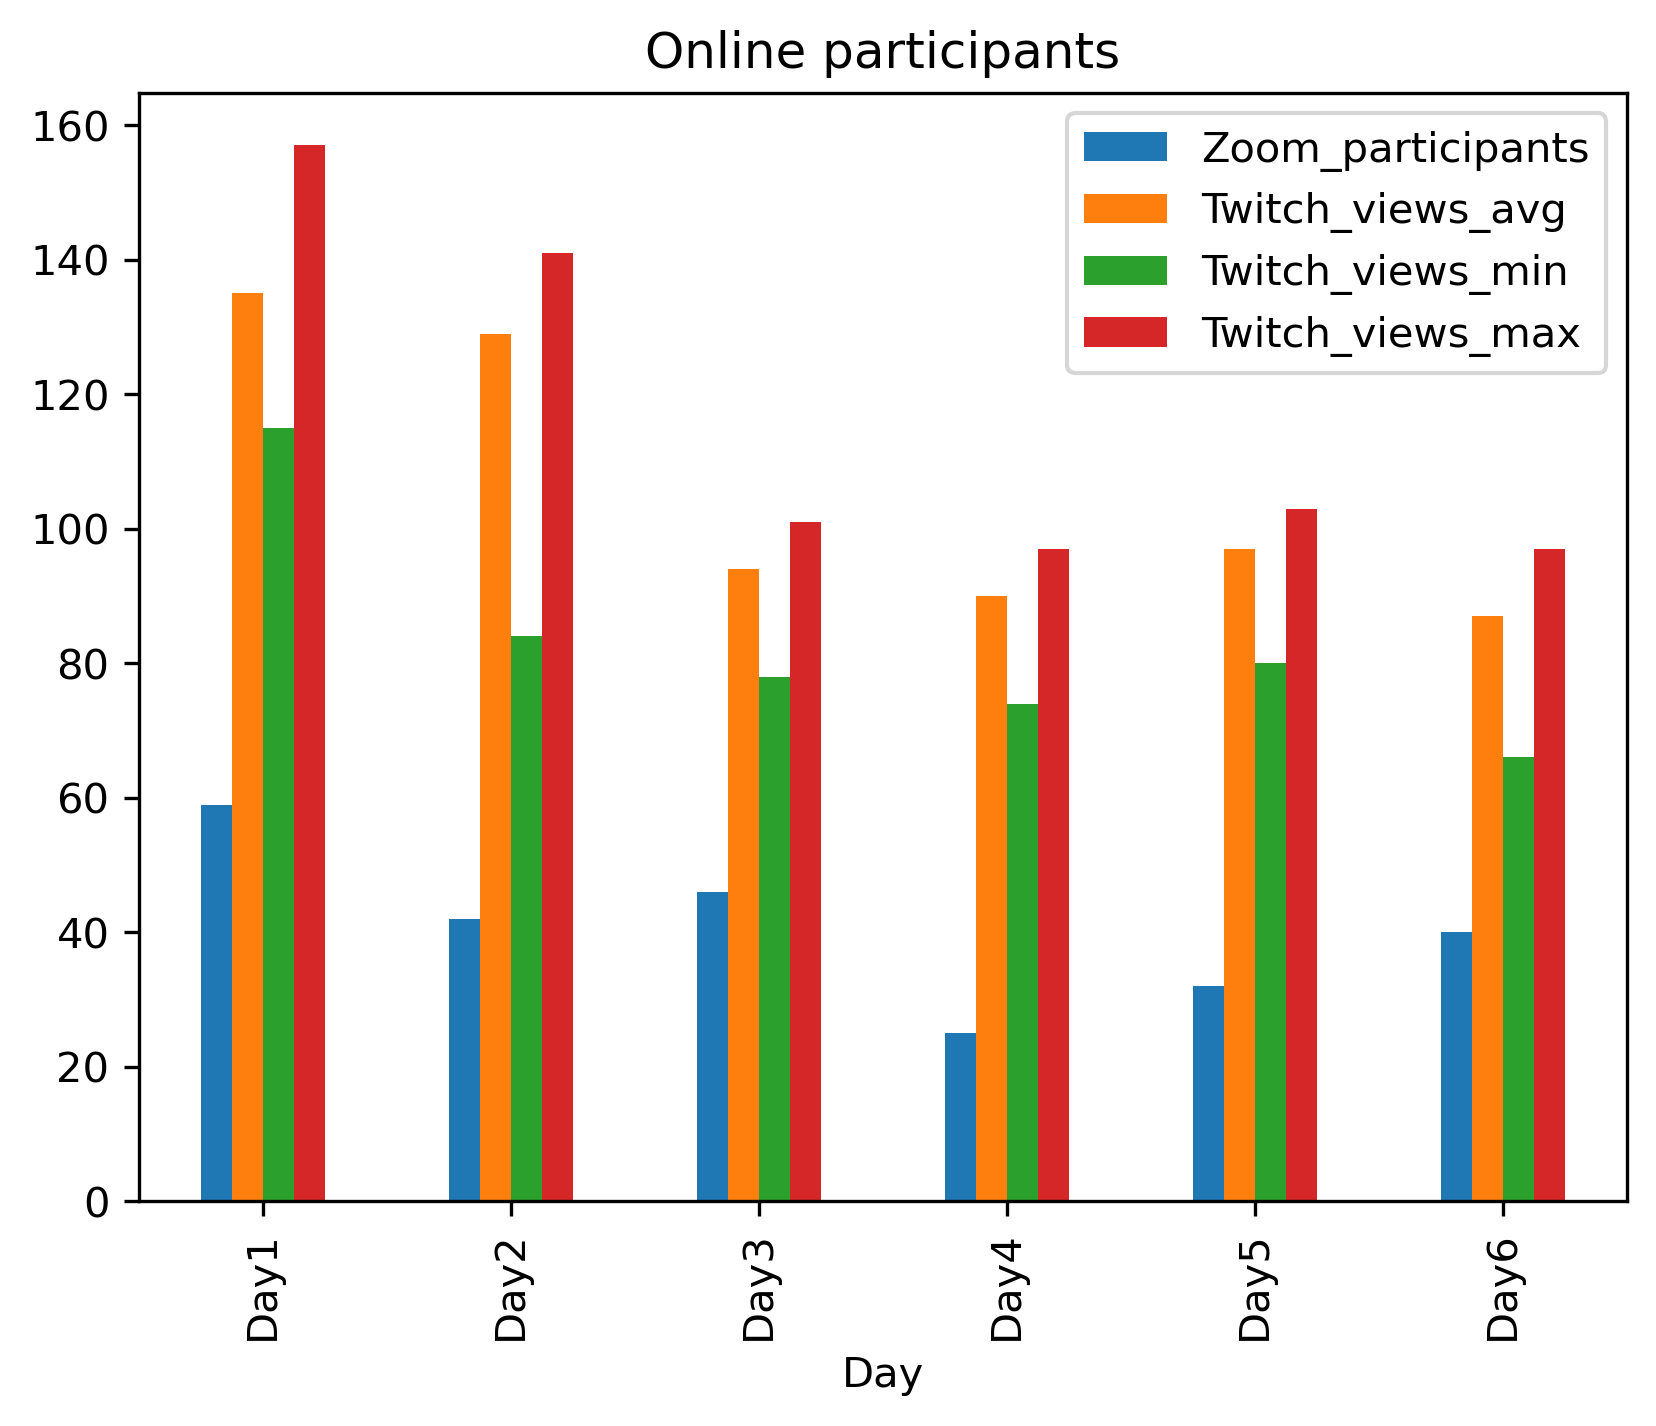 Online participants
160
140
120
100
80
60
40
20
0
Zoom_participants
Twitch_views_avg
Twitch_views_min
Twitch_views_max
Day1
Day2
Day3
Day4
Day5
Day6
Day